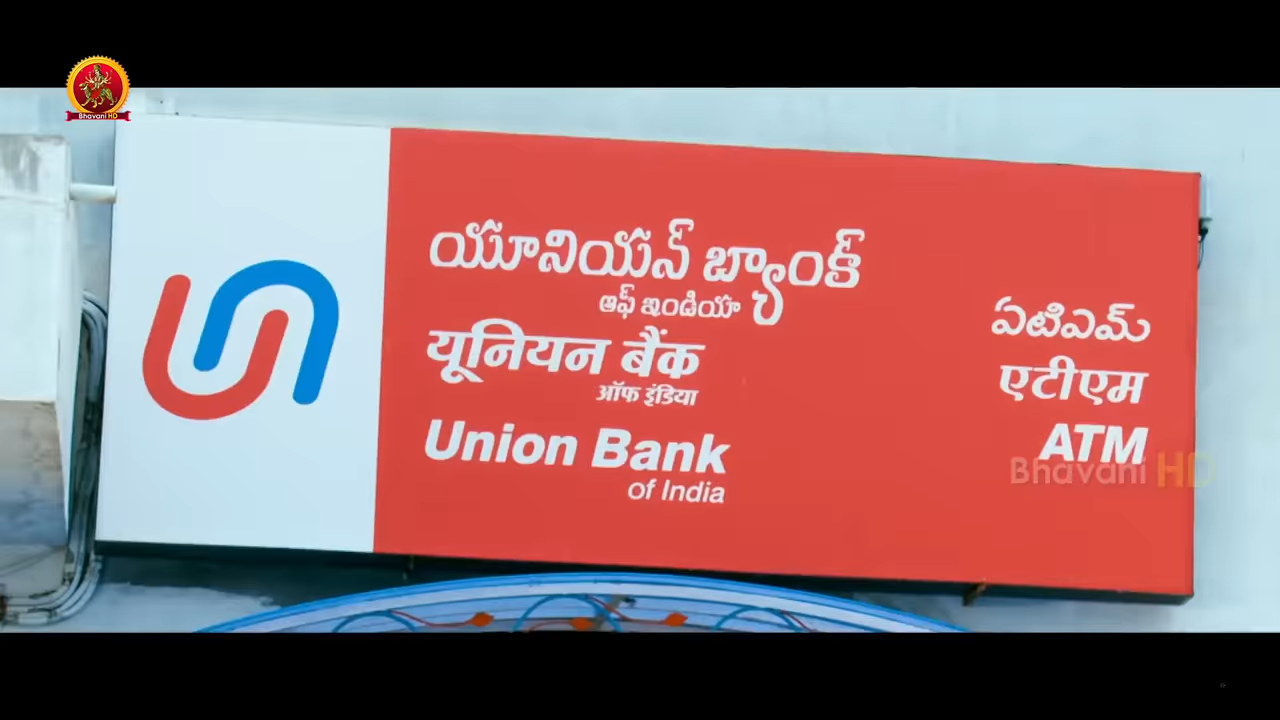 Bhavani HD
యూనియన్ బ్యాంక్
ఆఫ్ ఇండియా
यूनियन बैंक
ऑफ इंडिया
Union Bank
of India
ఏటిఎమ్
एटीएम
ATM
Bhavani HD